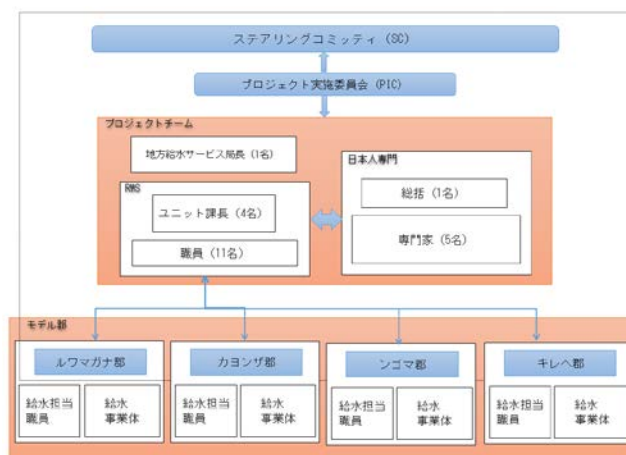 ステアリングコミッティ (SC)
プロジェクト実施委員会 (PIC)
プロジェクトチーム
地方給水サービス局長 (1名)
RWS
ユニット課長 (4名)
職員 (11名)
日本人専門
総括 (1名)
専門家 (5名)
モデル郡
ルワマガナ郡
給水担当
職員
給水
事業体
カヨンザ郡
給水担当
職員
給水
事業体
ンゴマ郡
給水担当
職員
給水
事業体
キレヘ郡
給水担当
職員
給水
事業体